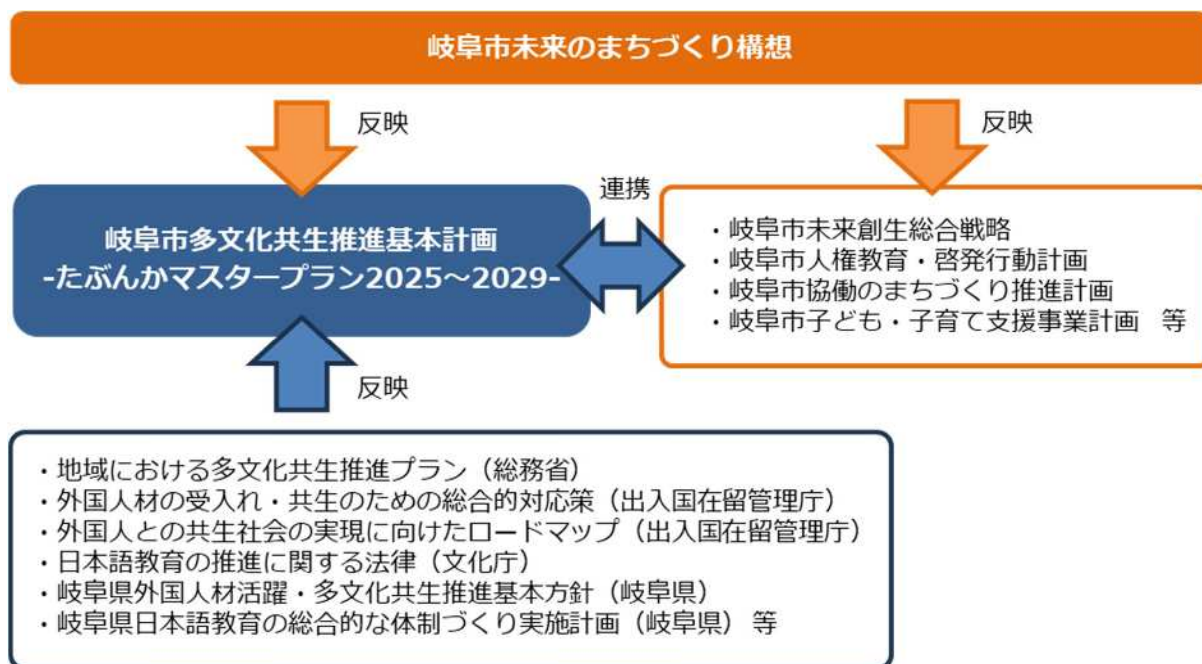 岐阜市未来のまちづくり構想
反映
反映
岐阜市多文化共生推進基本計画
-たぶんかマスタープラン2025～2029-
連携
・岐阜市未来創生総合戦略
・岐阜市人権教育・啓発行動計画
・岐阜市協働のまちづくり推進計画
・岐阜市子ども・子育て支援事業計画　等
反映
・地域における多文化共生推進プラン（総務省）
・外国人材の受入れ・共生のための総合的対応策（出入国在留管理庁）
・外国人との共生社会の実現に向けたロードマップ（出入国在留管理庁）
・日本語教育の推進に関する法律（文化庁）
・岐阜県外国人材活躍・多文化共生推進基本方針（岐阜県）
・岐阜県日本語教育の総合的な体制づくり実施計画（岐阜県） 等